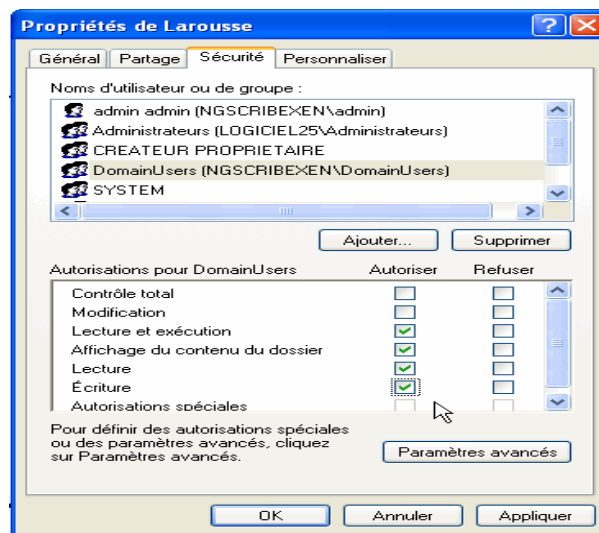 Propriétés de Larousse
Général Partage Sécurité Personnaliser
Noms d'utilisateur ou de groupe :
admin admin (NGSCRIBEXEN\admin)
Administrateurs (LOGICIEL25\Administrateurs)
CREATEUR PROPRIETAIRE
DomainUsers (NGSCRIBEXEN\DomainUsers)
SYSTEM
Ajouter... Supprimer
Autorisations pour DomainUsers Autoriser Refuser
Contrôle total
Modification
Lecture et exécution
Affichage du contenu du dossier
Lecture
Écriture
Autorisations spéciales
Pour définir des autorisations spéciales
ou des paramètres avancés, cliquez
sur Paramètres avancés.
Paramètres avancés
OK Annuler Appliquer